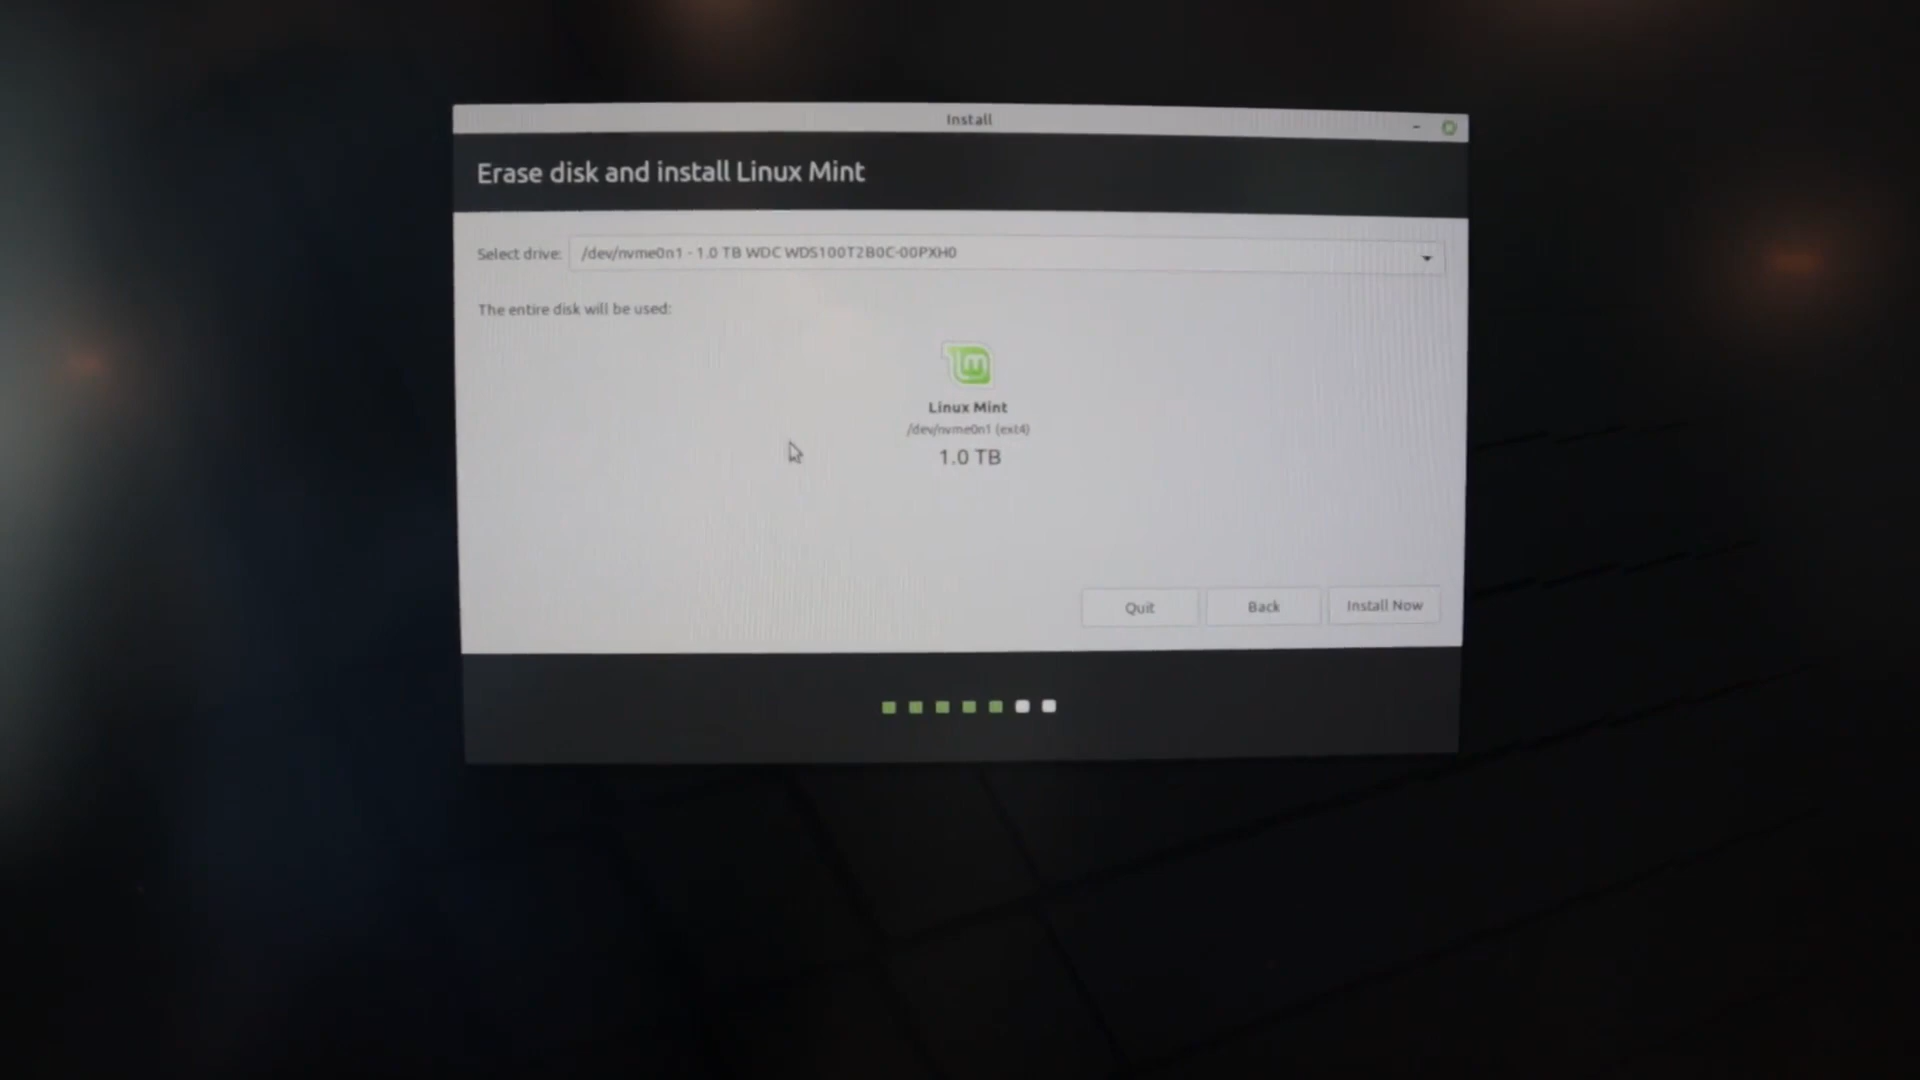 Install
Erase disk and install Linux Mint
Select drive: /dev/nvme0n1 - 1.0 TB WDC WDS100T2B0C-00PXH0
The entire disk will be used:
Linux Mint
/dev/nvme0n1 (ext4)
1.0 TB
Quit
Back
Install Now